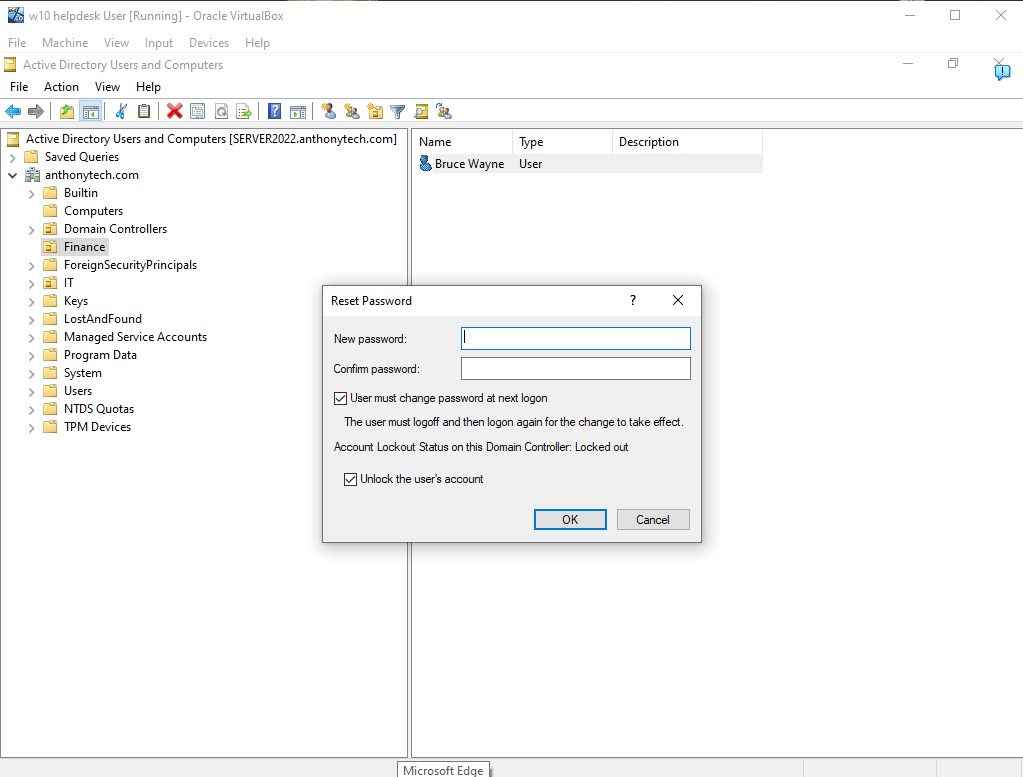 w10 helpdesk User [Running] - Oracle VirtualBox
File Machine View Input Devices Help
Active Directory Users and Computers
File Action View Help
Active Directory Users and Computers [SERVER2022.anthonytech.com]
Saved Queries
anthonytech.com
Builtin
Computers
Domain Controllers
Finance
ForeignSecurityPrincipals
IT
Keys
LostAndFound
Managed Service Accounts
Program Data
System
Users
NTDS Quotas
TPM Devices
Name Type Description
Bruce Wayne User
Reset Password
New password:
Confirm password:
User must change password at next logon
The user must logoff and then logon again for the change to take effect.
Account Lockout Status on this Domain Controller: Locked out
Unlock the user's account
OK Cancel
Microsoft Edge